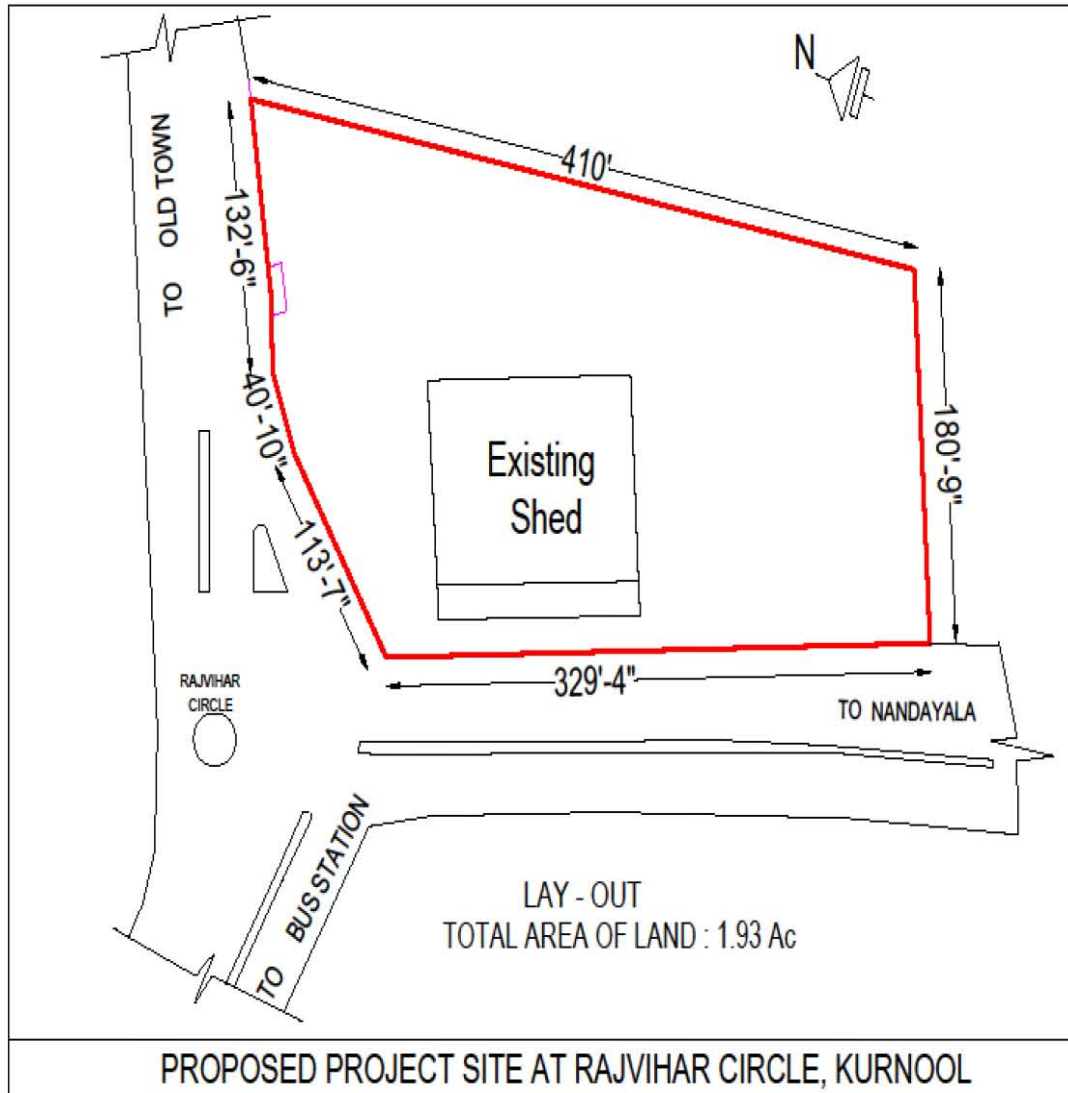 N
410'
TO OLD TOWN
132'-6"
40'-10"
113'-7"
180'-9"
Existing
Shed
329'-4"
RAJVIHAR
CIRCLE
TO NANDAYALA
TO BUS STATION
LAY - OUT
TOTAL AREA OF LAND : 1.93 Ac
PROPOSED PROJECT SITE AT RAJVIHAR CIRCLE, KURNOOL